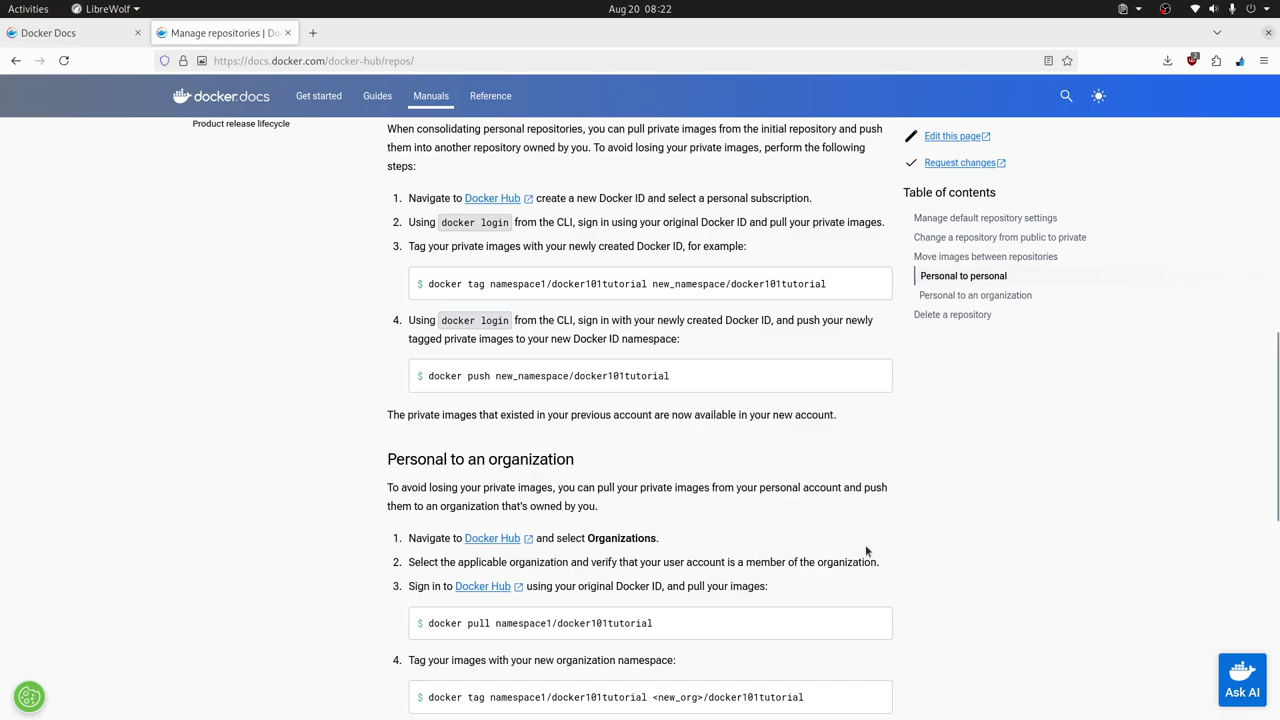 Activities LibreWolf Aug 20 08:22
Docker Docs Manage repositories | Do
https://docs.docker.com/docker-hub/repos/ 2
docker.docs Get started Guides Manuals Reference
Product release lifecycle
When consolidating personal repositories, you can pull private images from the initial repository and push
them into another repository owned by you. To avoid losing your private images, perform the following
steps:
1. Navigate to Docker Hub create a new Docker ID and select a personal subscription.
2. Using docker login from the CLI, sign in using your original Docker ID and pull your private images.
3. Tag your private images with your newly created Docker ID, for example:
$ docker tag namespace1/docker101tutorial new_namespace/docker101tutorial
4. Using docker login from the CLI, sign in with your newly created Docker ID, and push your newly
tagged private images to your new Docker ID namespace:
$ docker push new_namespace/docker101tutorial
The private images that existed in your previous account are now available in your new account.
Personal to an organization
To avoid losing your private images, you can pull your private images from your personal account and push
them to an organization that's owned by you.
1. Navigate to Docker Hub and select Organizations.
2. Select the applicable organization and verify that your user account is a member of the organization.
3. Sign in to Docker Hub using your original Docker ID, and pull your images:
$ docker pull namespace1/docker101tutorial
4. Tag your images with your new organization namespace:
$ docker tag namespace1/docker101tutorial <new_org>/docker101tutorial
Edit this page
Request changes
Table of contents
Manage default repository settings
Change a repository from public to private
Move images between repositories
Personal to personal
Personal to an organization
Delete a repository
Ask AI